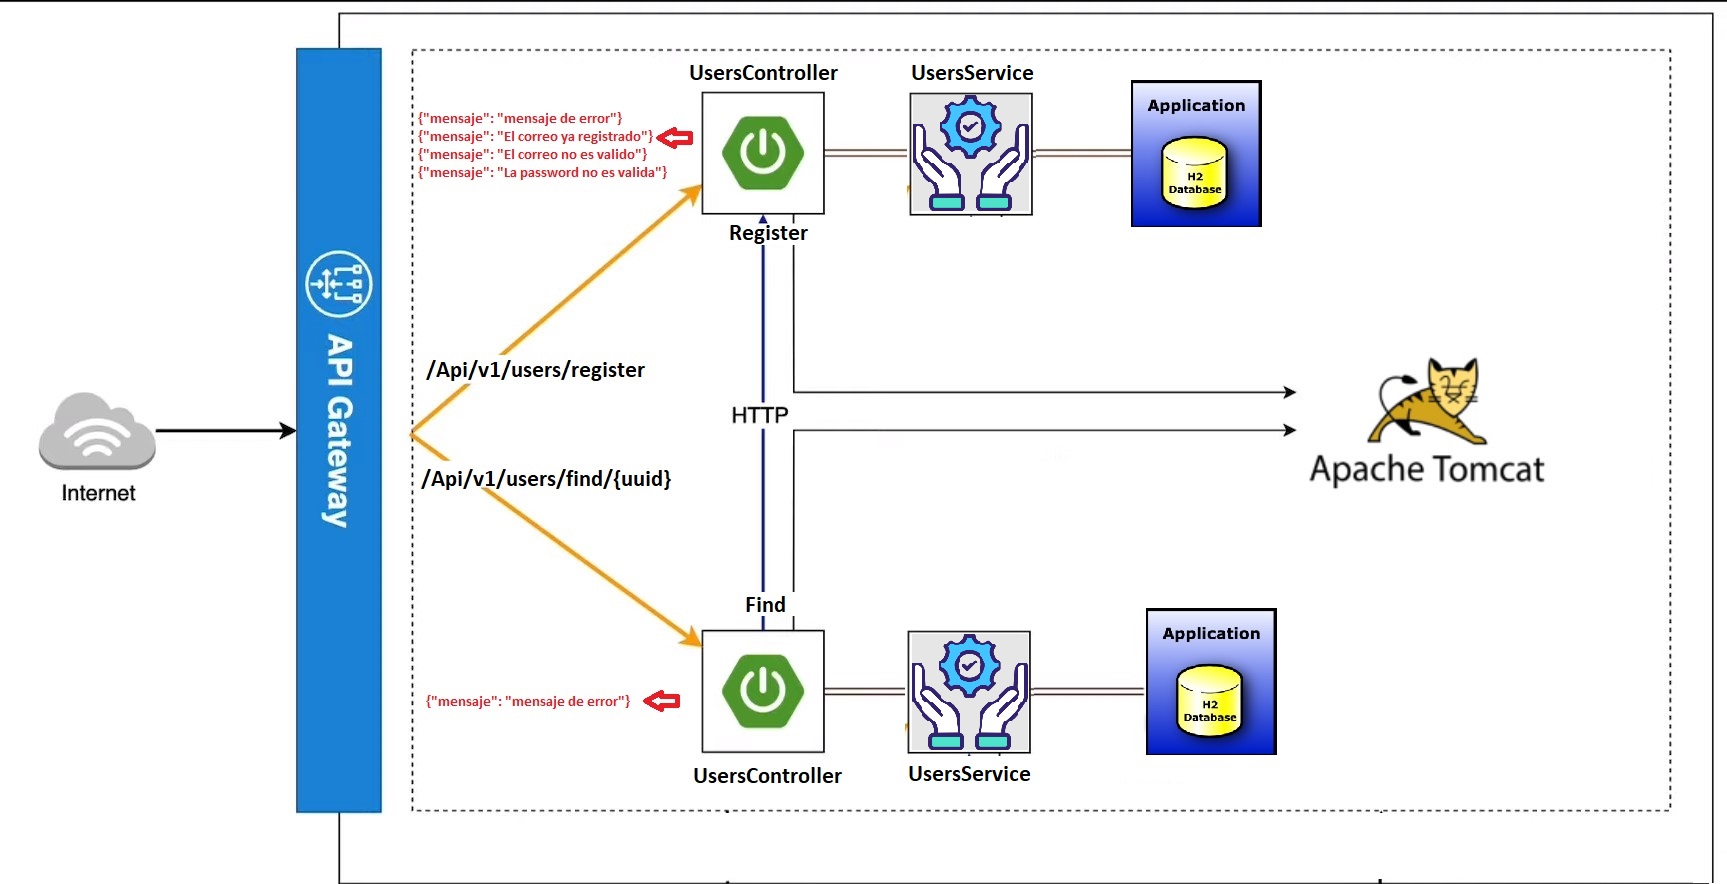 UsersController
UsersService
Application
H2
Database
{"mensaje": "mensaje de error"}
{"mensaje": "El correo ya registrado"}
{"mensaje": "El correo no es valido"}
{"mensaje": "La password no es valida"}
Register
API Gateway
/Api/v1/users/register
HTTP
Internet
/Api/v1/users/find/{uuid}
Apache Tomcat
Find
Application
H2
Database
{"mensaje": "mensaje de error"}
UsersController
UsersService